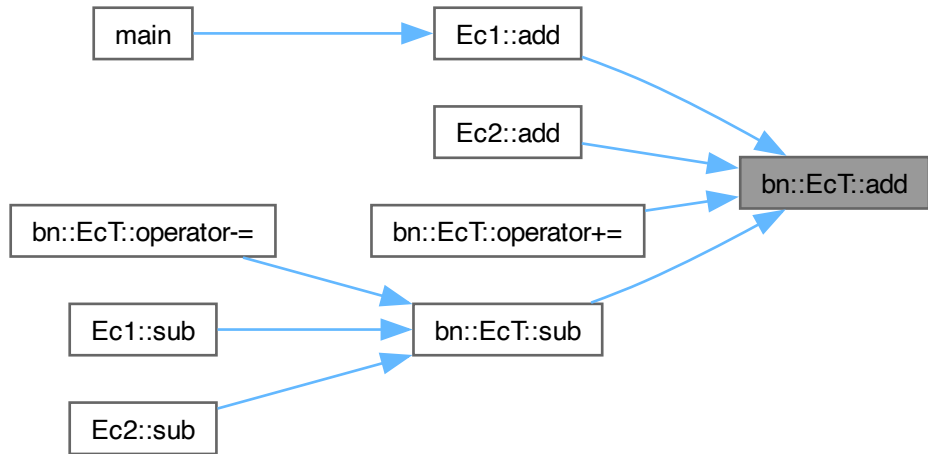 main
Ec1::add
Ec2::add
bn::EcT::add
bn::EcT::operator-=
bn::EcT::operator+=
Ec1::sub
bn::EcT::sub
Ec2::sub